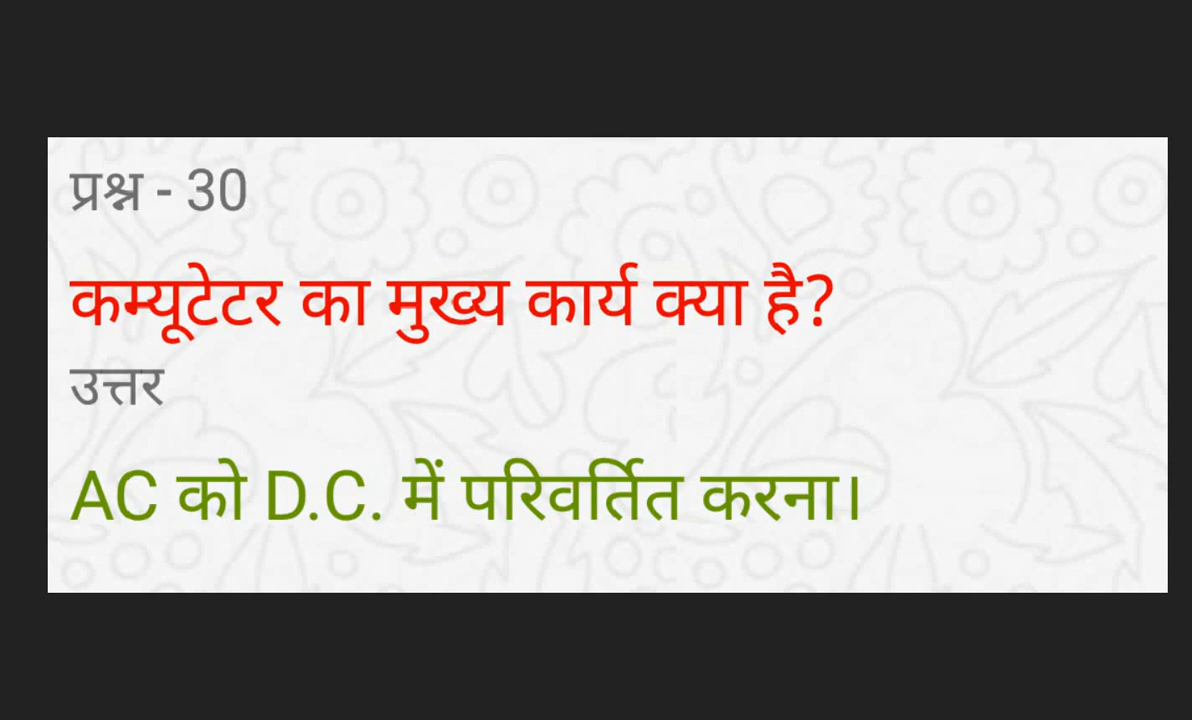 प्रश्न - 30
कम्यूटेटर का मुख्य कार्य क्या है?
उत्तर
AC को D.C. में परिवर्तित करना।